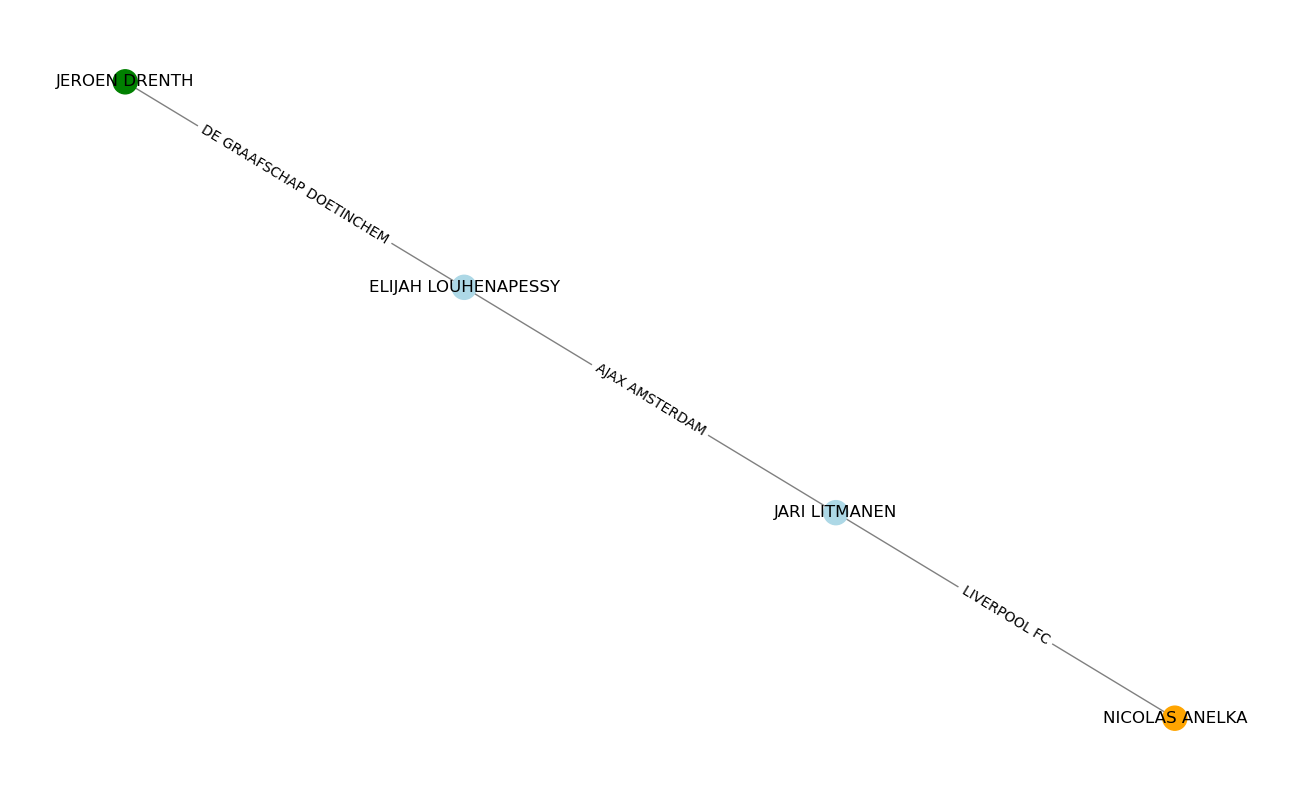 JEROEN DRENTH
DE GRAAFSCHAP DOETINCHEM
ELIJAH LOUHENAPESSY
AJAX AMSTERDAM
JARI LITMANEN
LIVERPOOL FC
NICOLAS ANELKA